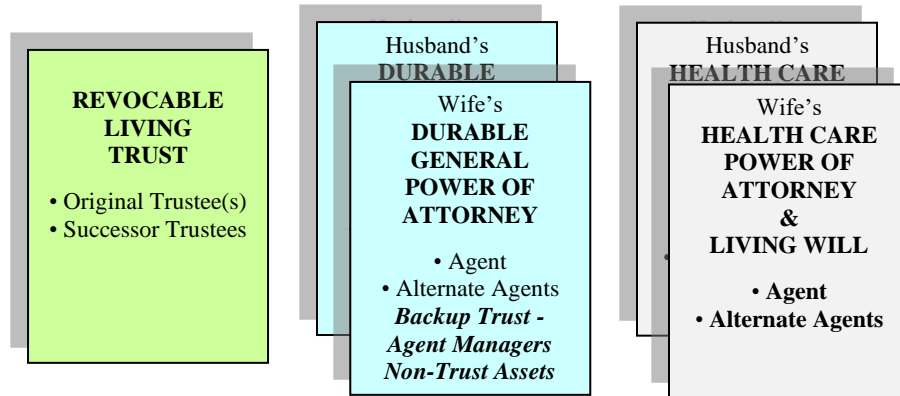 REVOCABLE
LIVING
TRUST
• Original Trustee(s)
• Successor Trustees
Husband's
DURABLE
Wife's
DURABLE
GENERAL
POWER OF
ATTORNEY
• Agent
• Alternate Agents
Backup Trust -
Agent Managers
Non-Trust Assets
Husband's
HEALTH CARE
Wife's
HEALTH CARE
POWER OF
ATTORNEY
&
LIVING WILL
• Agent
• Alternate Agents